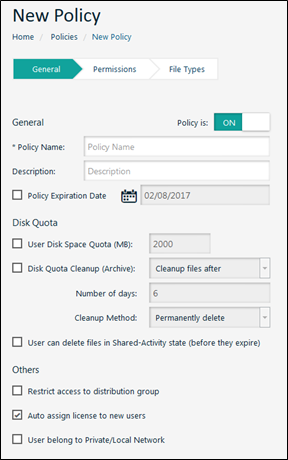 New Policy
Home / Policies / New Policy
General Permissions File Types
General Policy is: ON
* Policy Name: Policy Name
Description: Description
Policy Expiration Date 02/08/2017
Disk Quota
User Disk Space Quota (MB): 2000
Disk Quota Cleanup (Archive): Cleanup files after
Number of days: 6
Cleanup Method: Permanently delete
User can delete files in Shared-Activity state (before they expire)
Others
Restrict access to distribution group
Auto assign license to new users
User belong to Private/Local Network